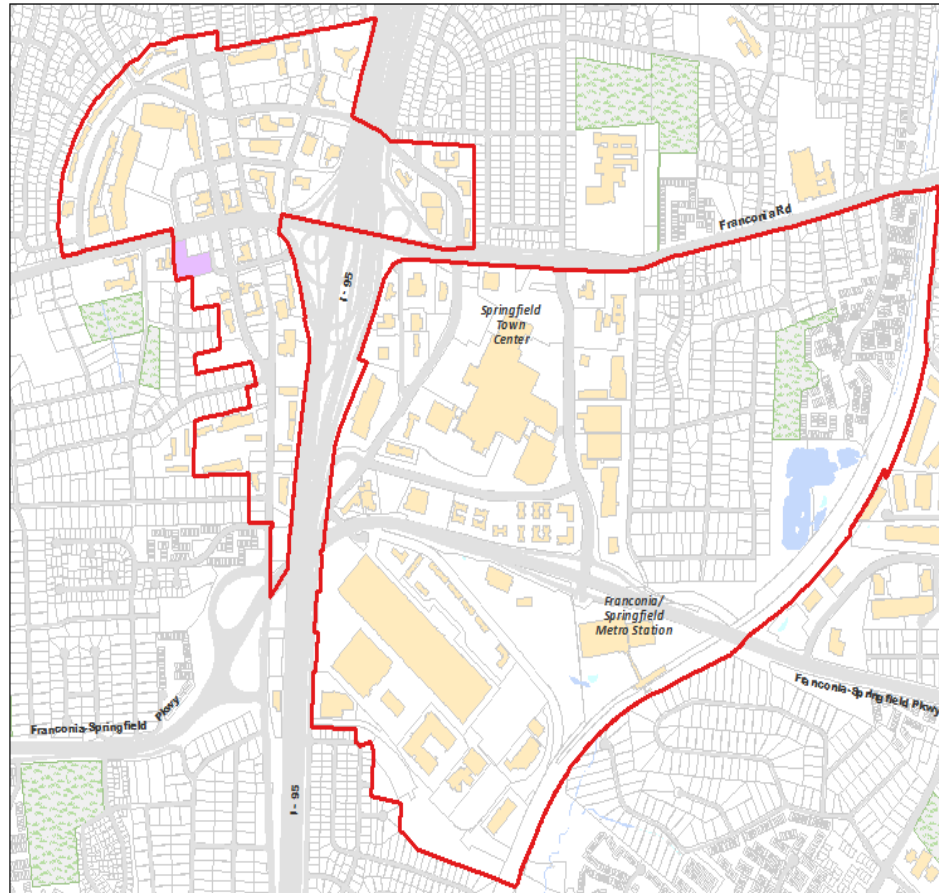 Franconia Rd
I - 95
Springfield
Town
Center
Franconia/
Springfield
Metro Station
Franconia-Springfield Pkwy
Franconia-Springfield Pkwy
I - 95